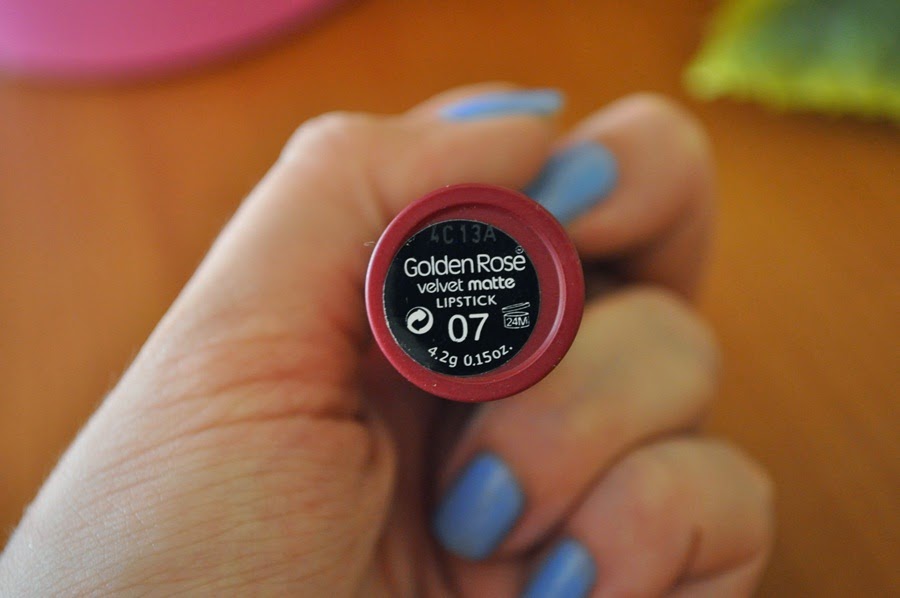 4C13A
Golden Rose®
velvet matte
LIPSTICK
07
24M
4.2g 0.15oz.